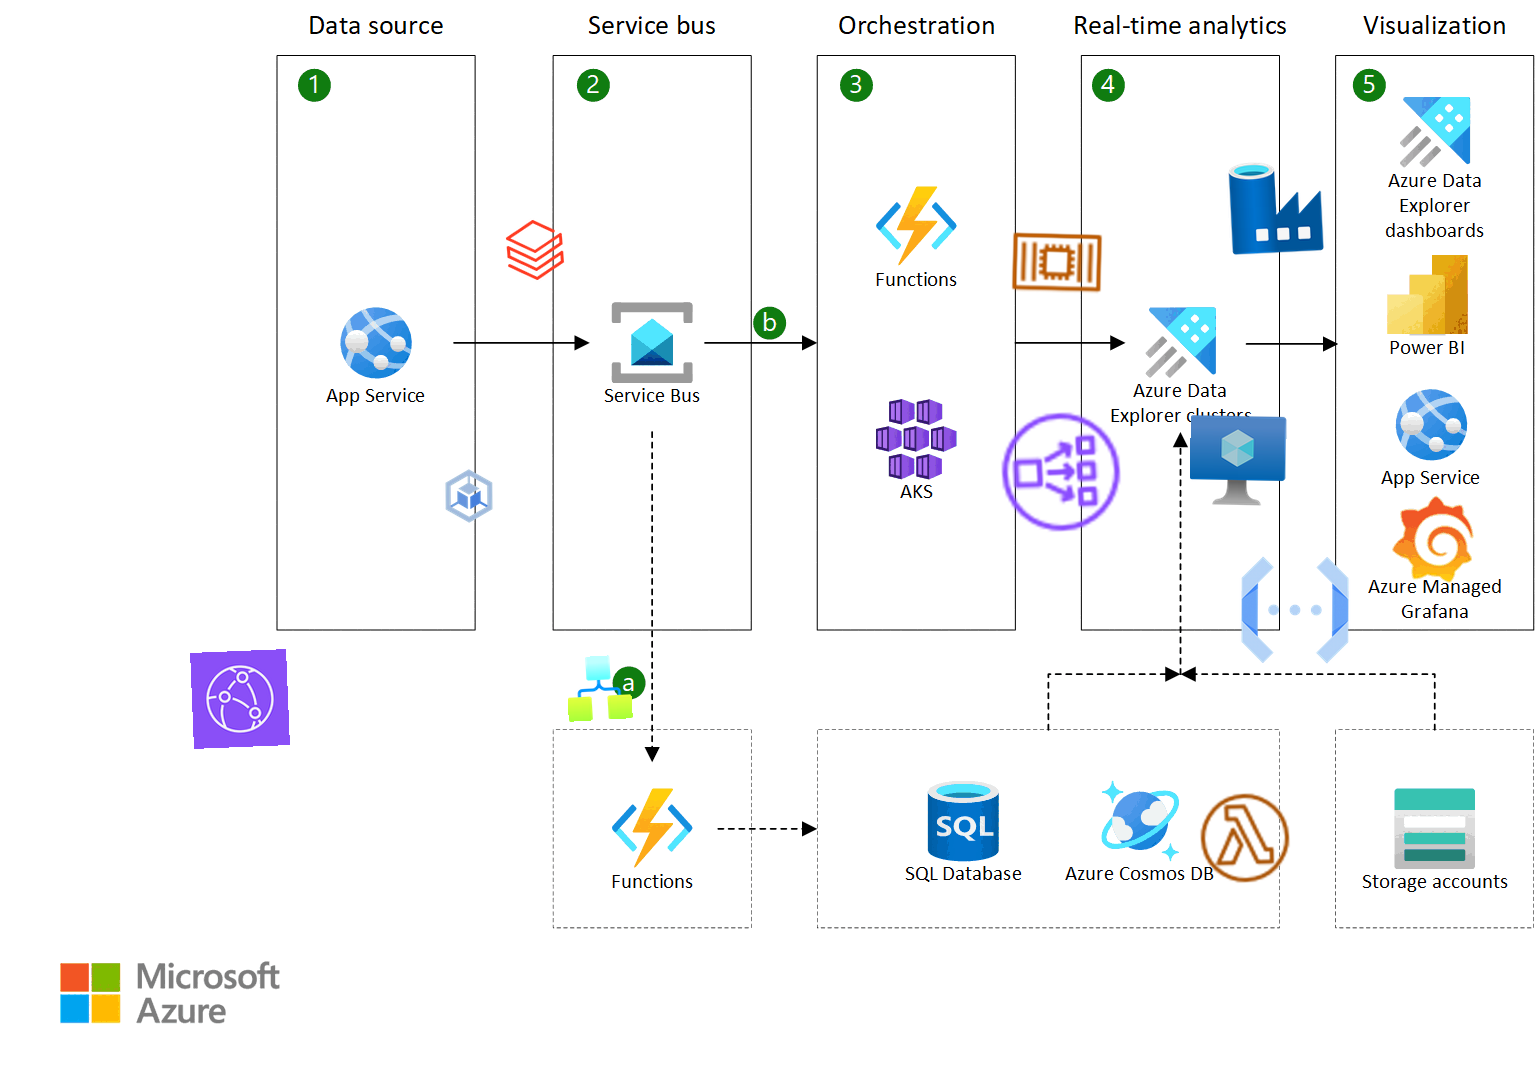 Data source
Service bus
Orchestration
Real-time analytics
Visualization
1
2
3
4
5
App Service
Service Bus
b
Functions
AKS
Azure Data
Explorer clusters
Azure Data
Explorer
dashboards
Power BI
App Service
Azure Managed
Grafana
a
Functions
SQL
SQL Database
Azure Cosmos DB
Storage accounts
Microsoft
Azure